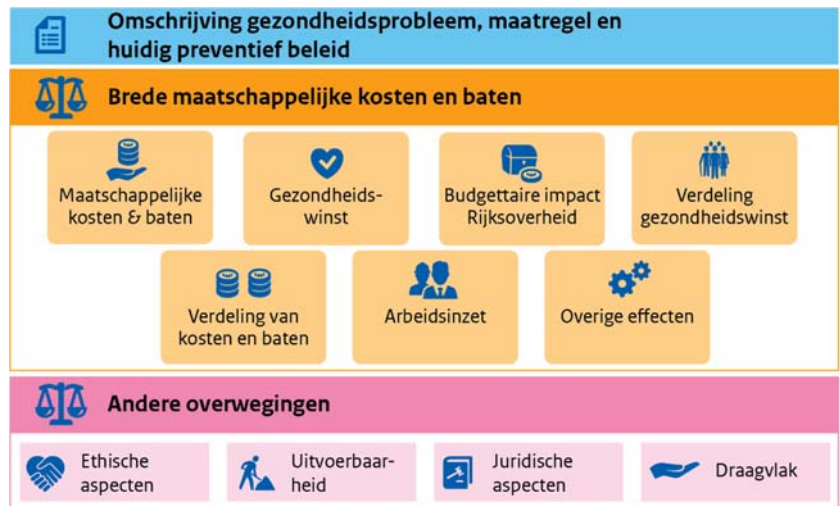 Omschrijving gezondheidsprobleem, maatregel en
huidig preventief beleid
Brede maatschappelijke kosten en baten
Maatschappelijke
kosten & baten
Gezondheids-
winst
Budgettaire impact
Rijksoverheid
Verdeling
gezondheidswinst
Verdeling van
kosten en baten
Arbeidsinzet
Overige effecten
Andere overwegingen
Ethische
aspecten
Uitvoerbaar-
heid
Juridische
aspecten
Draagvlak